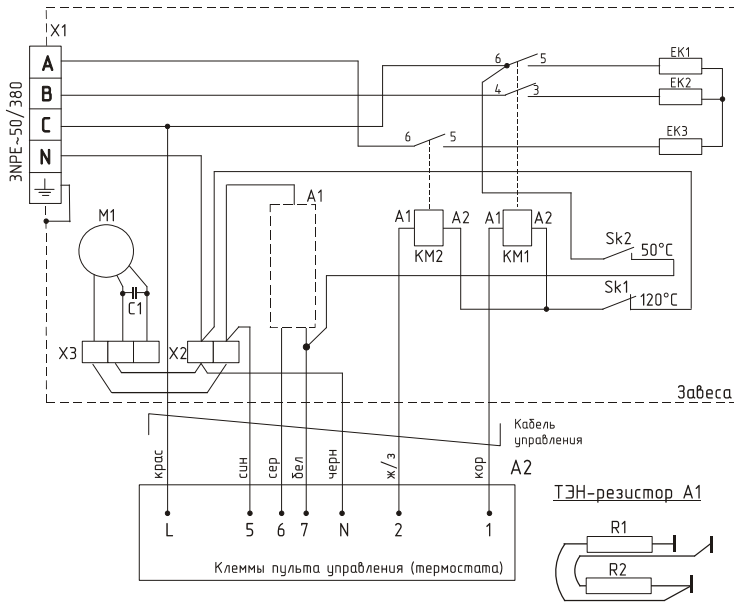 X1
3NPE~50/380
A
B
C
N
6 5 EK1
4 3 EK2
6 5 EK3
M1
C1
A1
A1 A2 A1 A2
KM2 KM1
Sk2 50°C
Sk1 120°C
X3 X2
Завеса
Кабель
управления
крас
син
сер
бел
черн
ж/з
кор
A2
L 5 6 7 N 2 1
Клеммы пульта управления (термостата)
ТЭН-резистор A1
R1
R2